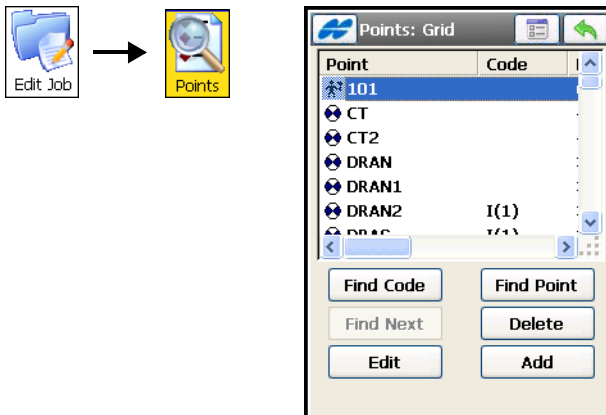 Edit Job
Points
Points: Grid
Point Code
101
CT
CT2
DRAN
DRAN1
DRAN2 I(1)
I(1)
Find Code Find Point
Find Next Delete
Edit Add